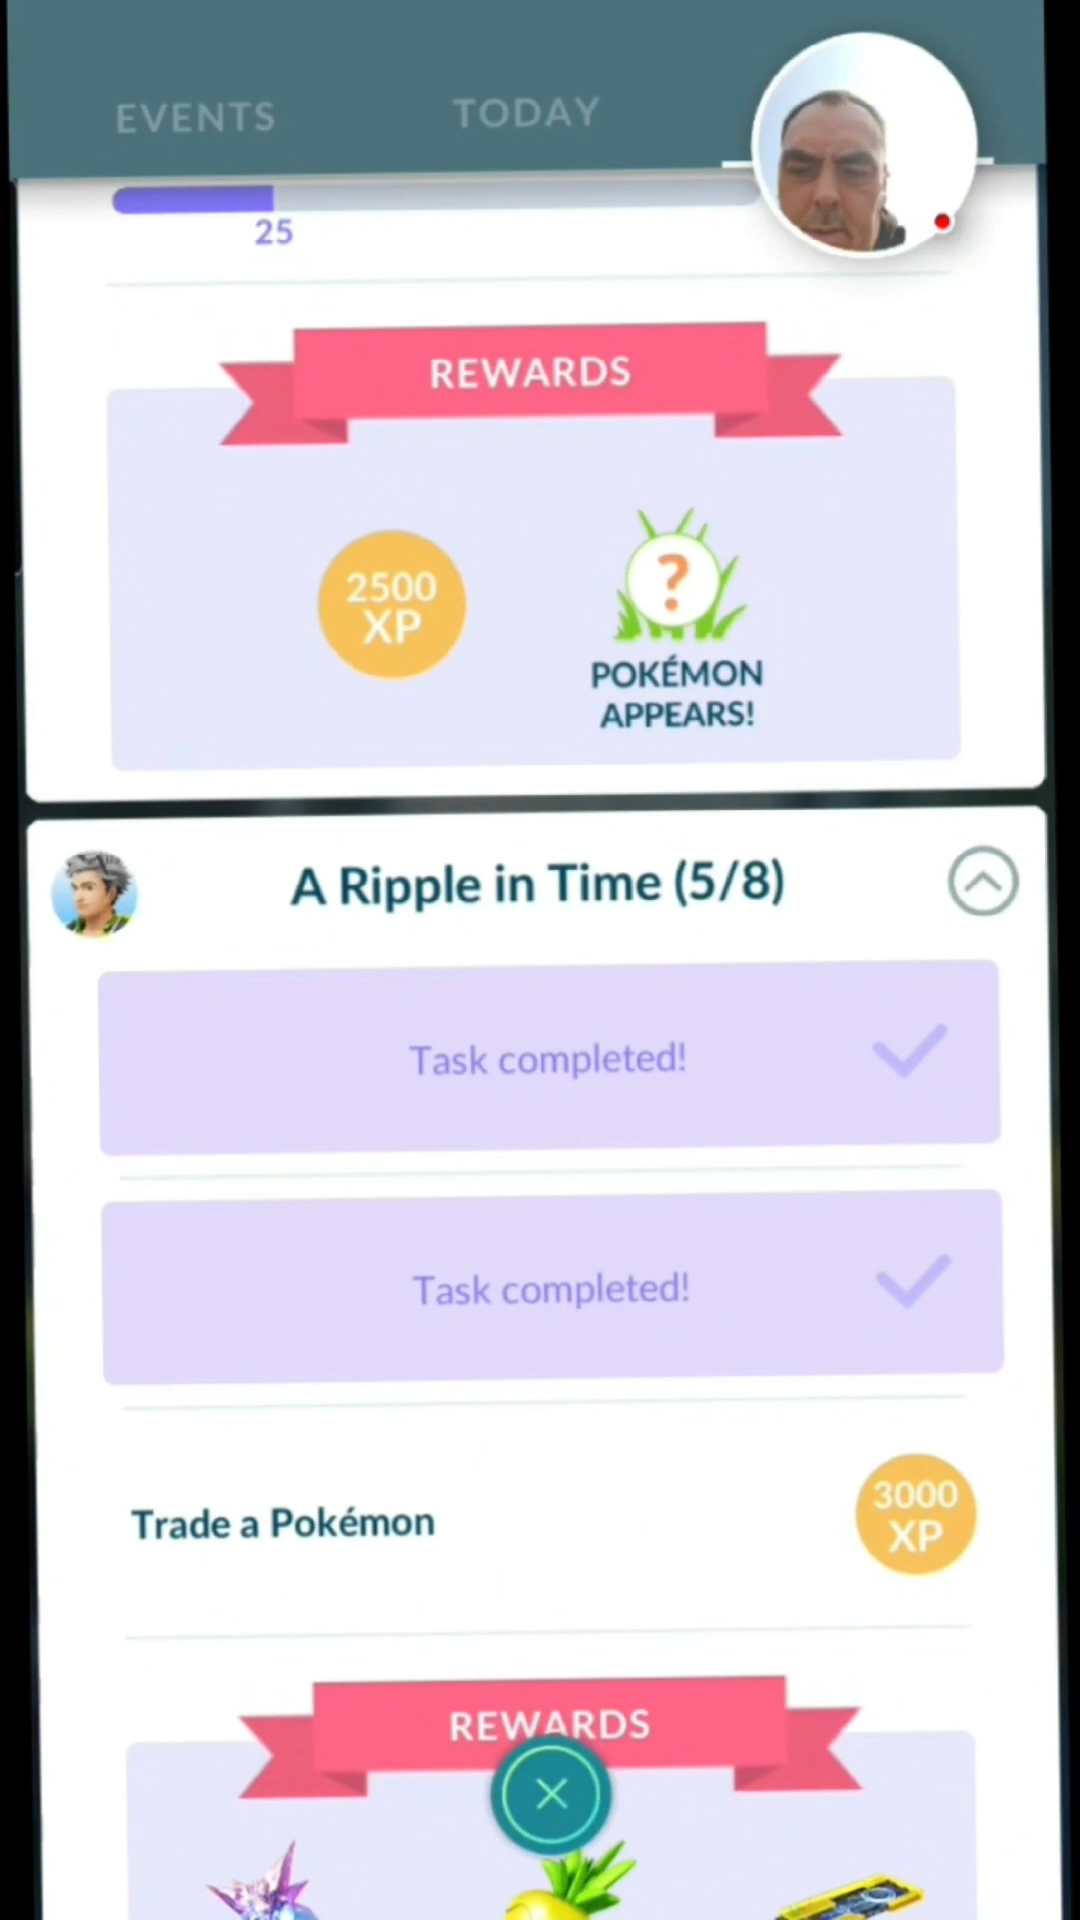 EVENTS
TODAY
25
REWARDS
2500
XP
?
POKÉMON
APPEARS!
A Ripple in Time (5/8)
Task completed!
Task completed!
Trade a Pokémon
3000
XP
REWARDS